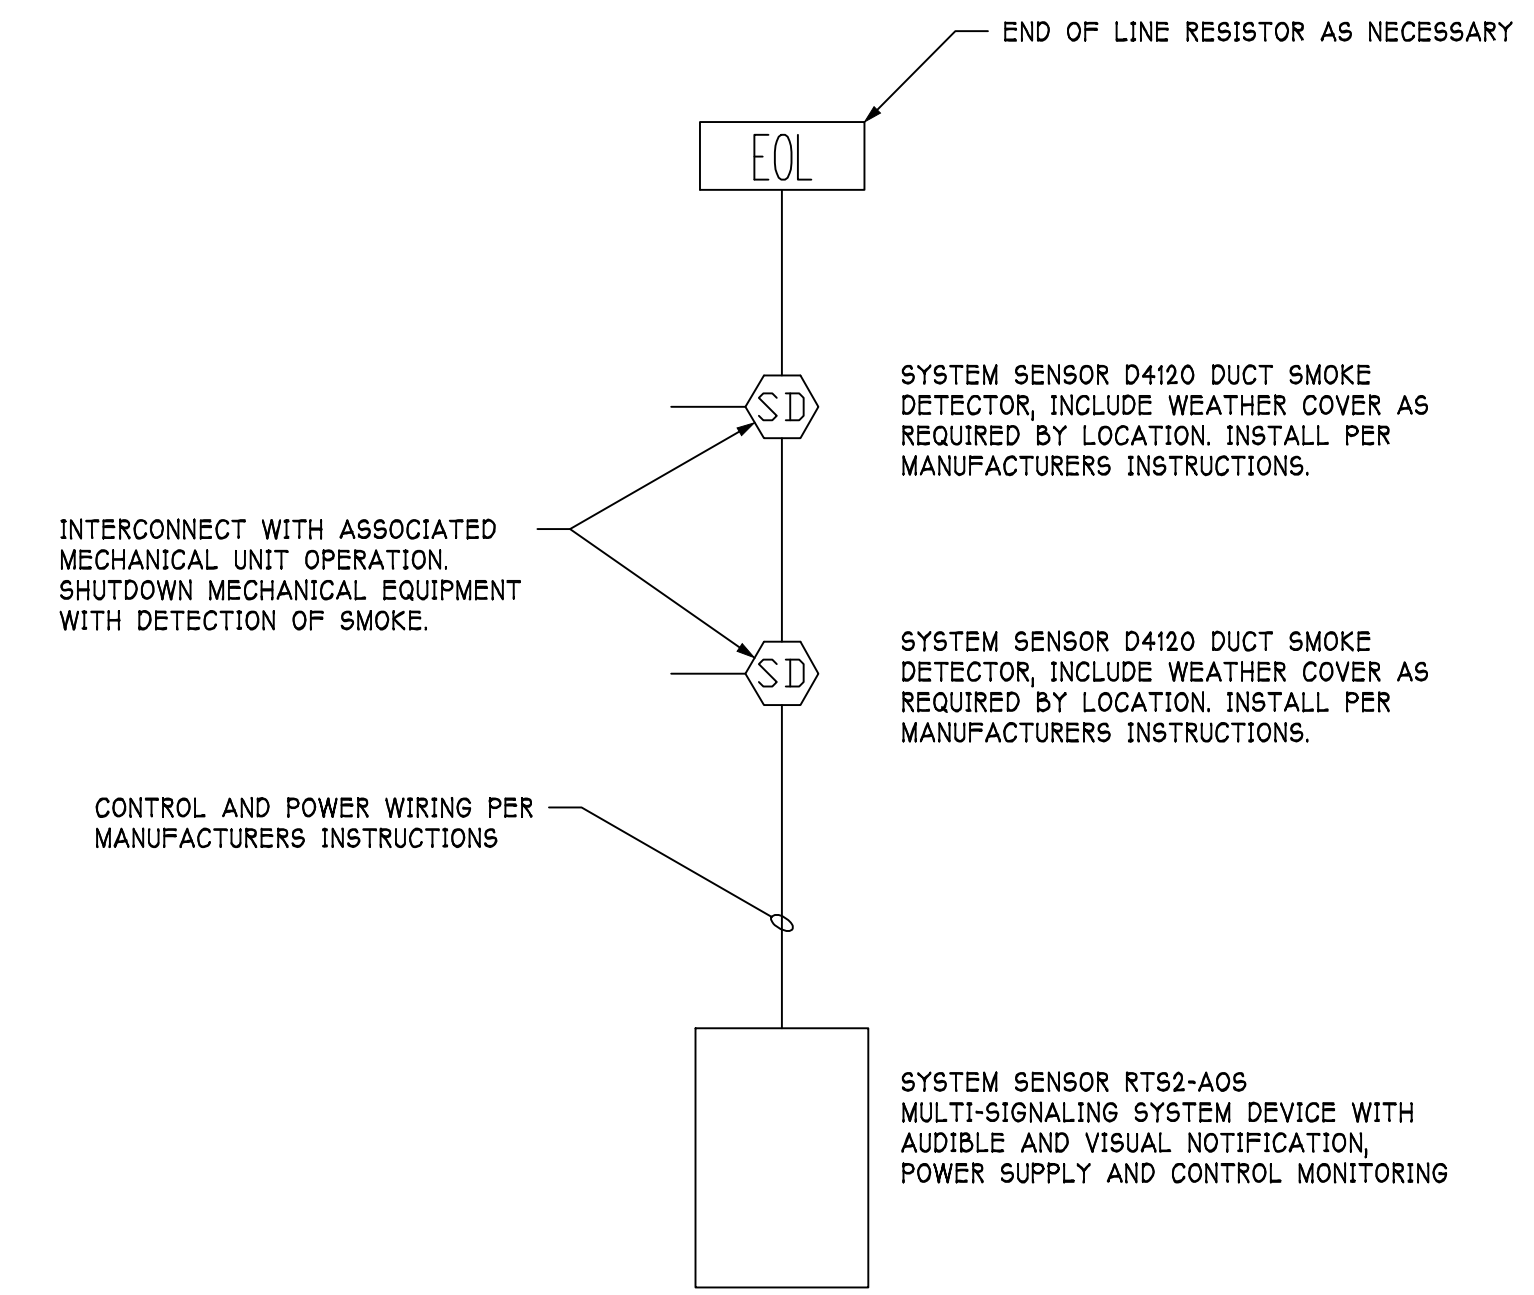 END OF LINE RESISTOR AS NECESSARY
EOL
SYSTEM SENSOR D4120 DUCT SMOKE
DETECTOR, INCLUDE WEATHER COVER AS
REQUIRED BY LOCATION. INSTALL PER
MANUFACTURERS INSTRUCTIONS.
SD
INTERCONNECT WITH ASSOCIATED
MECHANICAL UNIT OPERATION.
SHUTDOWN MECHANICAL EQUIPMENT
WITH DETECTION OF SMOKE.
SYSTEM SENSOR D4120 DUCT SMOKE
DETECTOR, INCLUDE WEATHER COVER AS
REQUIRED BY LOCATION. INSTALL PER
MANUFACTURERS INSTRUCTIONS.
SD
CONTROL AND POWER WIRING PER
MANUFACTURERS INSTRUCTIONS
SYSTEM SENSOR RTS2-AOS
MULTI-SIGNALING SYSTEM DEVICE WITH
AUDIBLE AND VISUAL NOTIFICATION,
POWER SUPPLY AND CONTROL MONITORING